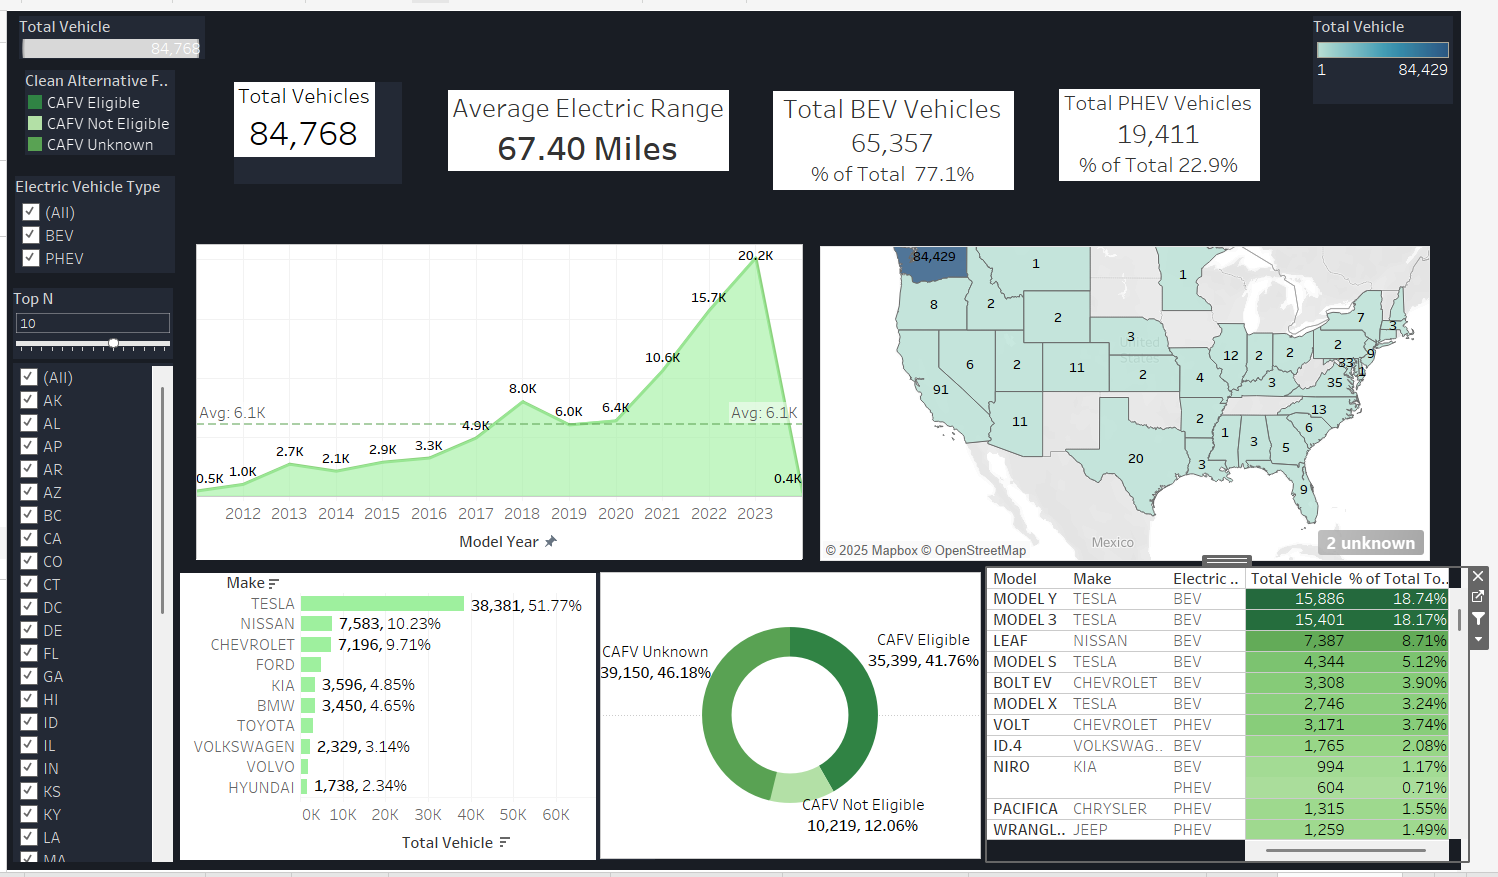 Total Vehicle
84,768
Clean Alternative F..
CAFV Eligible
CAFV Not Eligible
CAFV Unknown
Electric Vehicle Type
(All)
BEV
PHEV
Top N
10
(All)
AK
AL
AP
AR
AZ
BC
CA
CO
CT
DC
DE
FL
GA
HI
ID
IL
IN
KS
KY
LA
MA
Total Vehicles
84,768
Average Electric Range
67.40 Miles
Total BEV Vehicles
65,357
% of Total 77.1%
Total PHEV Vehicles
19,411
% of Total 22.9%
Total Vehicle
1 84,429
20.2K
15.7K
10.6K
8.0K
6.0K
6.4K
Avg: 6.1K
Avg: 6.1K
4.9K
3.3K
2.9K
2.1K
2.7K
1.0K
0.5K
0.4K
2012 2013 2014 2015 2016 2017 2018 2019 2020 2021 2022 2023
Model Year
84,429
1
1
8
2
2
3
7
3
2
9
6
2
11
2
4
12
2
2
33
1
35
3
91
11
2
13
6
1
3
5
20
3
9
United
States
Mexico
© 2025 Mapbox © OpenStreetMap
2 unknown
Make
TESLA 38,381, 51.77%
NISSAN 7,583, 10.23%
CHEVROLET 7,196, 9.71%
FORD
KIA 3,596, 4.85%
BMW 3,450, 4.65%
TOYOTA
VOLKSWAGEN 2,329, 3.14%
VOLVO
HYUNDAI 1,738, 2.34%
0K 10K 20K 30K 40K 50K 60K
Total Vehicle
CAFV Unknown
39,150, 46.18%
CAFV Eligible
35,399, 41.76%
CAFV Not Eligible
10,219, 12.06%
Model Make Electric .. Total Vehicle % of Total To..
MODEL Y TESLA BEV 15,886 18.74%
MODEL 3 TESLA BEV 15,401 18.17%
LEAF NISSAN BEV 7,387 8.71%
MODEL S TESLA BEV 4,344 5.12%
BOLT EV CHEVROLET BEV 3,308 3.90%
MODEL X TESLA BEV 2,746 3.24%
VOLT CHEVROLET PHEV 3,171 3.74%
ID.4 VOLKSWAG.. BEV 1,765 2.08%
NIRO KIA BEV 994 1.17%
PHEV 604 0.71%
PACIFICA CHRYSLER PHEV 1,315 1.55%
WRANGL.. JEEP PHEV 1,259 1.49%